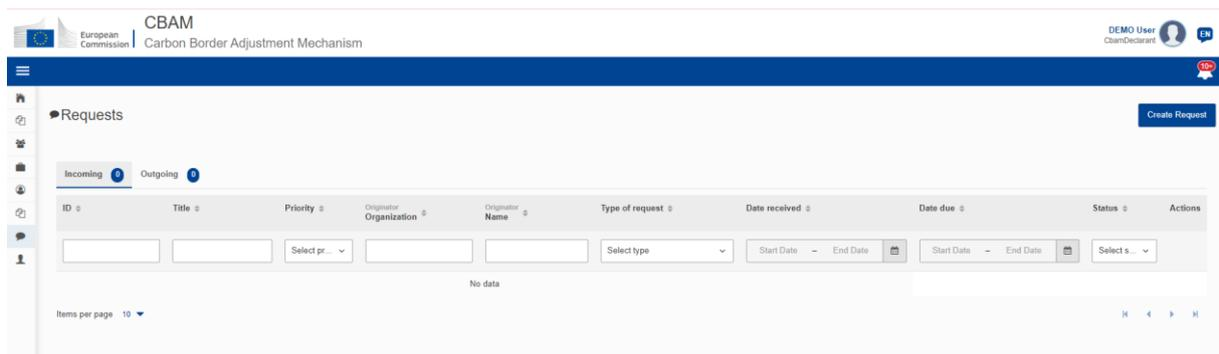 CBAM
European
Commission
Carbon Border Adjustment Mechanism
DEMO User
CbamDeclarant
EN
10+
Requests
Create Request
Incoming 0 Outgoing 0
ID Title Priority Originator Organization Originator Name Type of request Date received Date due Status Actions
Select pr... Select type Start Date – End Date Start Date – End Date Select s...
No data
Items per page 10